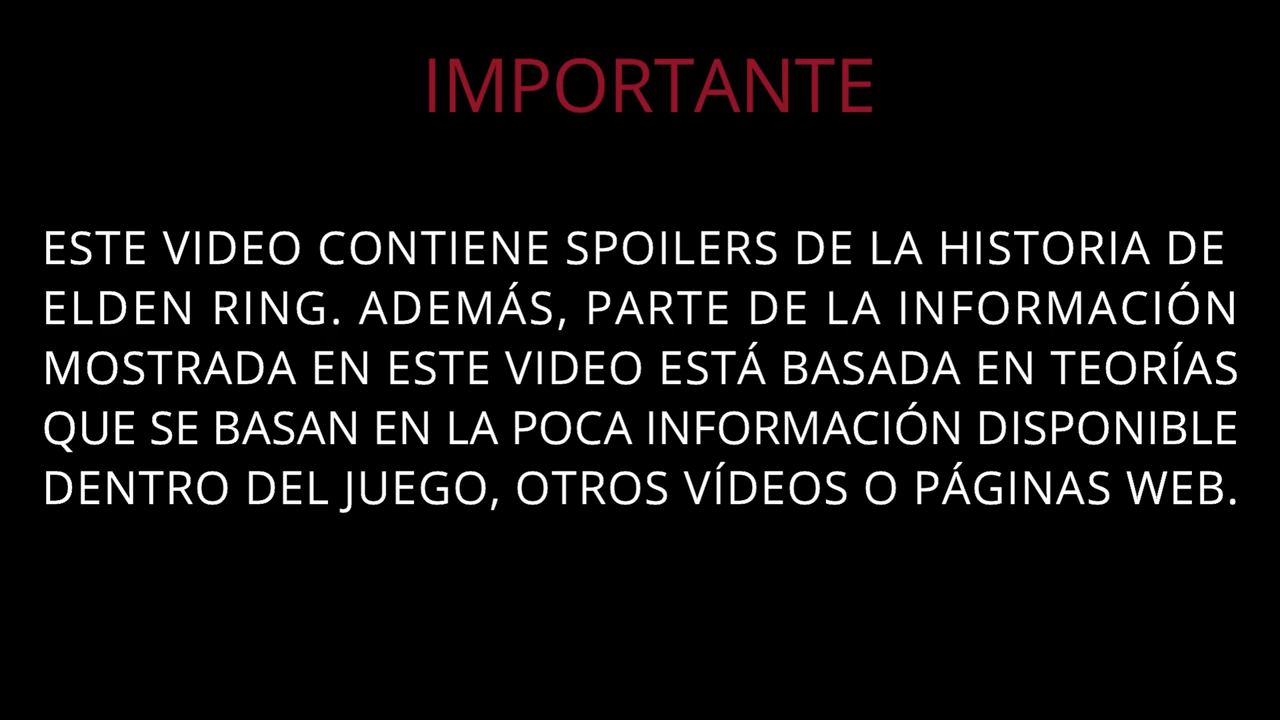 IMPORTANTE
ESTE VIDEO CONTIENE SPOILERS DE LA HISTORIA DE
ELDEN RING. ADEMÁS, PARTE DE LA INFORMACIÓN
MOSTRADA EN ESTE VIDEO ESTÁ BASADA EN TEORÍAS
QUE SE BASAN EN LA POCA INFORMACIÓN DISPONIBLE
DENTRO DEL JUEGO, OTROS VÍDEOS O PÁGINAS WEB.